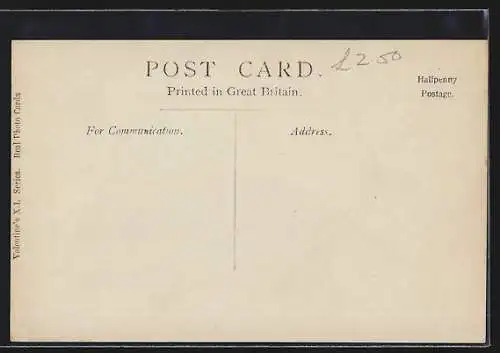 POST CARD.
£2 50
Printed in Great Britain.
Halfpenny
Postage.
For Communication.
Address.
Valentine's X.L. Series. Real Photo Cards